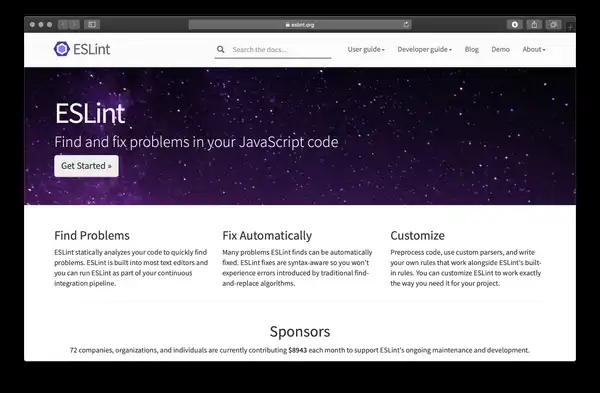 eslint.org
ESLint
Search the docs...
User guide
Developer guide
Blog
Demo
About
ESLint
Find and fix problems in your JavaScript code
Get Started »
Find Problems
ESLint statically analyzes your code to quickly find
problems. ESLint is built into most text editors and
you can run ESLint as part of your continuous
integration pipeline.
Fix Automatically
Many problems ESLint finds can be automatically
fixed. ESLint fixes are syntax-aware so you won't
experience errors introduced by traditional find-
and-replace algorithms.
Customize
Preprocess code, use custom parsers, and write
your own rules that work alongside ESLint's built-
in rules. You can customize ESLint to work exactly
the way you need it for your project.
Sponsors
72 companies, organizations, and individuals are currently contributing $8943 each month to support ESLint's ongoing maintenance and development.